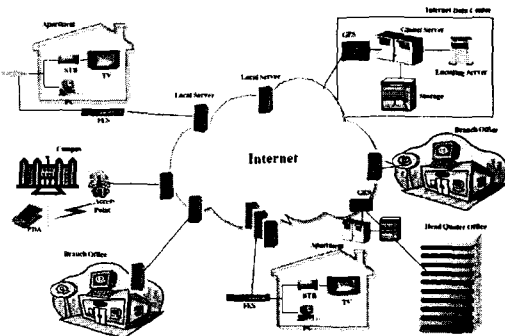 Apartment
STB
TV
PC
Local Server
Local Server
Internet Data Center
GPS
Cluster Server
Encoding Server
Storage
Internet
Campus
Access
Point
PDA
Branch Office
Branch Office
Head Quater Office
Apartment
STB
TV
PC